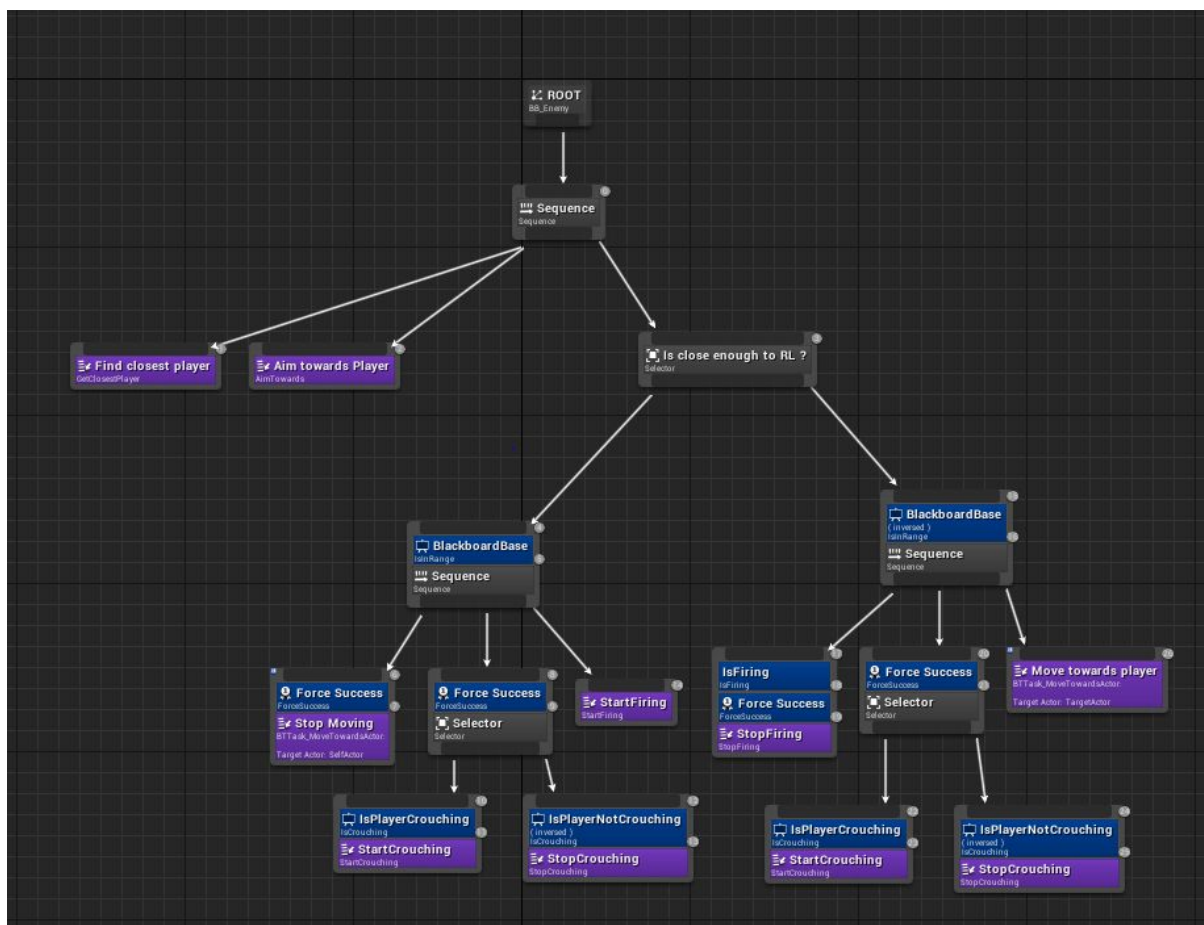 ROOT
BB_Enemy
Sequence
Sequence
Find closest player
GetClosestPlayer
Aim towards Player
AimTowards
Is close enough to RL ?
Selector
BlackboardBase
IsInRange
Sequence
Sequence
BlackboardBase
( inversed )
IsInRange
Sequence
Sequence
Force Success
ForceSuccess
Stop Moving
BTTask_MoveTowardsActor:
Target Actor: SelfActor
Force Success
ForceSuccess
Selector
Selector
StartFiring
StartFiring
IsFiring
IsFiring
Force Success
ForceSuccess
StopFiring
StopFiring
Force Success
ForceSuccess
Selector
Selector
Move towards player
BTTask_MoveTowardsActor:
Target Actor: TargetActor
IsPlayerCrouching
IsCrouching
StartCrouching
StartCrouching
IsPlayerNotCrouching
( inversed )
IsCrouching
StopCrouching
StopCrouching
IsPlayerCrouching
IsCrouching
StartCrouching
StartCrouching
IsPlayerNotCrouching
( inversed )
IsCrouching
StopCrouching
StopCrouching